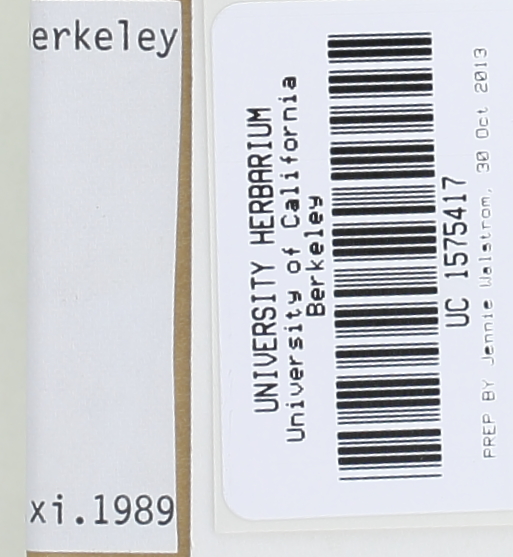 erkeley
xi.1989
UNIVERSITY HERBARIUM
University of California
Berkeley
UC 1575417
PREP BY Jennie Walstrom, 30 Oct 2013